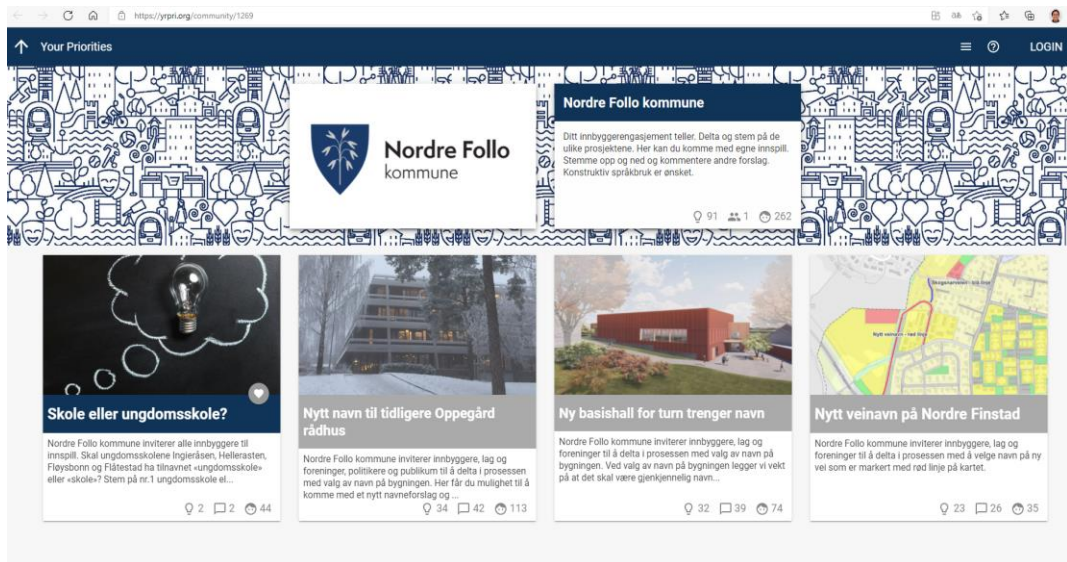 https://yrpri.org/community/1269
Your Priorities
LOGIN
Nordre Follo
kommune
Nordre Follo kommune
Ditt innbyggerengasjement teller. Delta og stem på de
ulike prosjektene. Her kan du komme med egne innspill.
Stemme opp og ned og kommentere andre forslag.
Konstruktiv språkbruk er ønsket.
91 1 262
Skole eller ungdomsskole?
Nordre Follo kommune inviterer alle innbyggere til
innspill. Skal ungdomsskolene Ingieråsen, Hellerasten,
Fløysbonn og Flåtestad ha tilnavnet «ungdomsskole»
eller «skole»? Stem på nr.1 ungdomsskole el...
2 2 44
Nytt navn til tidligere Oppegård
rådhus
Nordre Follo kommune inviterer innbyggere, lag og
foreninger, politikere og publikum til å delta i prosessen
med valg av navn på bygningen. Her får du mulighet til å
komme med et nytt navneforslag og ...
34 42 113
Ny basishall for turn trenger navn
Nordre Follo kommune inviterer innbyggere, lag og
foreninger til å delta i prosessen med valg av navn på
bygningen. Ved valg av navn på bygningen legger vi vekt
på at det skal være gjenkjennelig navn...
32 39 74
Nytt veinavn - rød linje
Nytt veinavn på Nordre Finstad
Nordre Follo kommune inviterer innbyggere, lag og
foreninger til å delta i prosessen med å velge navn på ny
vei som er markert med rød linje på kartet.
23 26 35